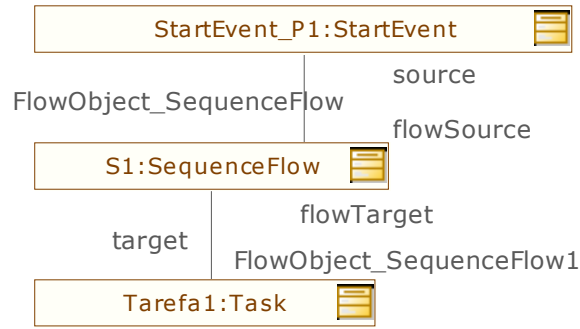 StartEvent_P1:StartEvent
source
FlowObject_SequenceFlow
flowSource
S1:SequenceFlow
flowTarget
target
FlowObject_SequenceFlow1
Tarefa1:Task